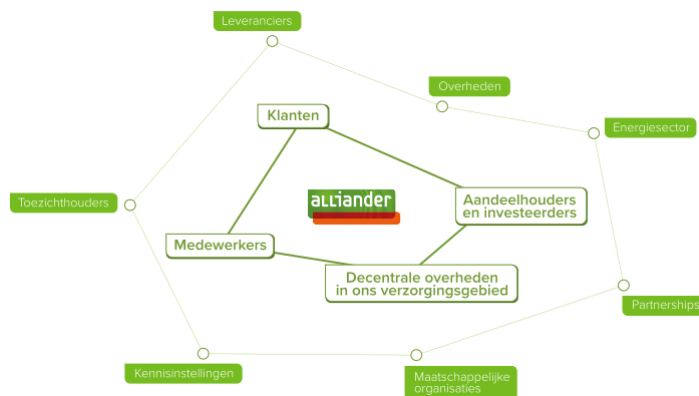 Leveranciers
Overheden
Klanten
Energiesector
alliander
Toezichthouders
Aandeelhouders
en investeerders
Medewerkers
Decentrale overheden
in ons verzorgingsgebied
Partnerships
Kennisinstellingen
Maatschappelijke
organisaties